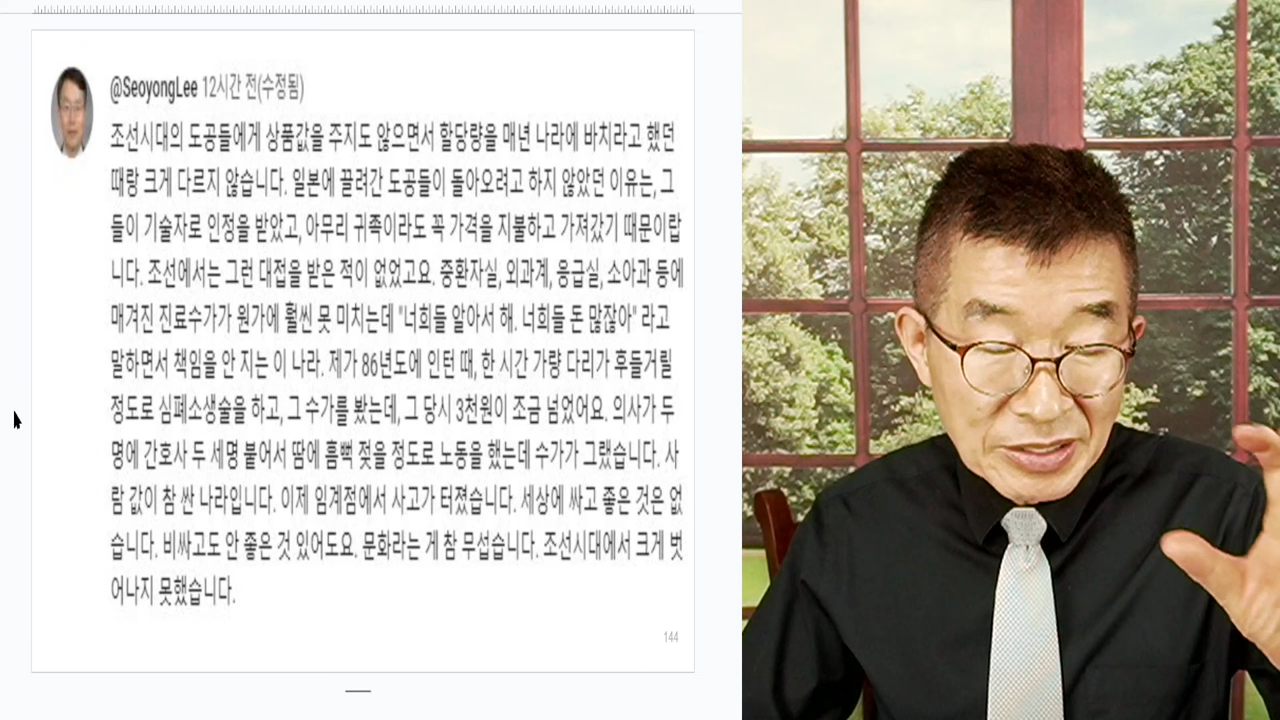 @SeoyongLee 12시간 전(수정됨)
조선시대의 도공들에게 상품값을 주지도 않으면서 할당량을 매년 나라에 바치라고 했던
때랑 크게 다르지 않습니다. 일본에 끌려간 도공들이 돌아오려고 하지 않았던 이유는, 그
들이 기술자로 인정을 받았고, 아무리 귀족이라도 꼭 가격을 지불하고 가져갔기 때문이랍
니다. 조선에서는 그런 대접을 받은 적이 없었고요. 중환자실, 외과계, 응급실, 소아과 등에
매겨진 진료수가가 원가에 훨씬 못 미치는데 "너희들 알아서 해. 너희들 돈 많잖아" 라고
말하면서 책임을 안 지는 이 나라. 제가 86년도에 인턴 때, 한 시간 가량 다리가 후들거릴
정도로 심폐소생술을 하고, 그 수가를 봤는데, 그 당시 3천원이 조금 넘었어요. 의사가 두
명에 간호사 두 세명 붙어서 땀에 흠뻑 젖을 정도로 노동을 했는데 수가가 그랬습니다. 사
람 값이 참 싼 나라입니다. 이제 임계점에서 사고가 터졌습니다. 세상에 싸고 좋은 것은 없
습니다. 비싸고도 안 좋은 것 있어도요. 문화라는 게 참 무섭습니다. 조선시대에서 크게 벗
어나지 못했습니다.
144